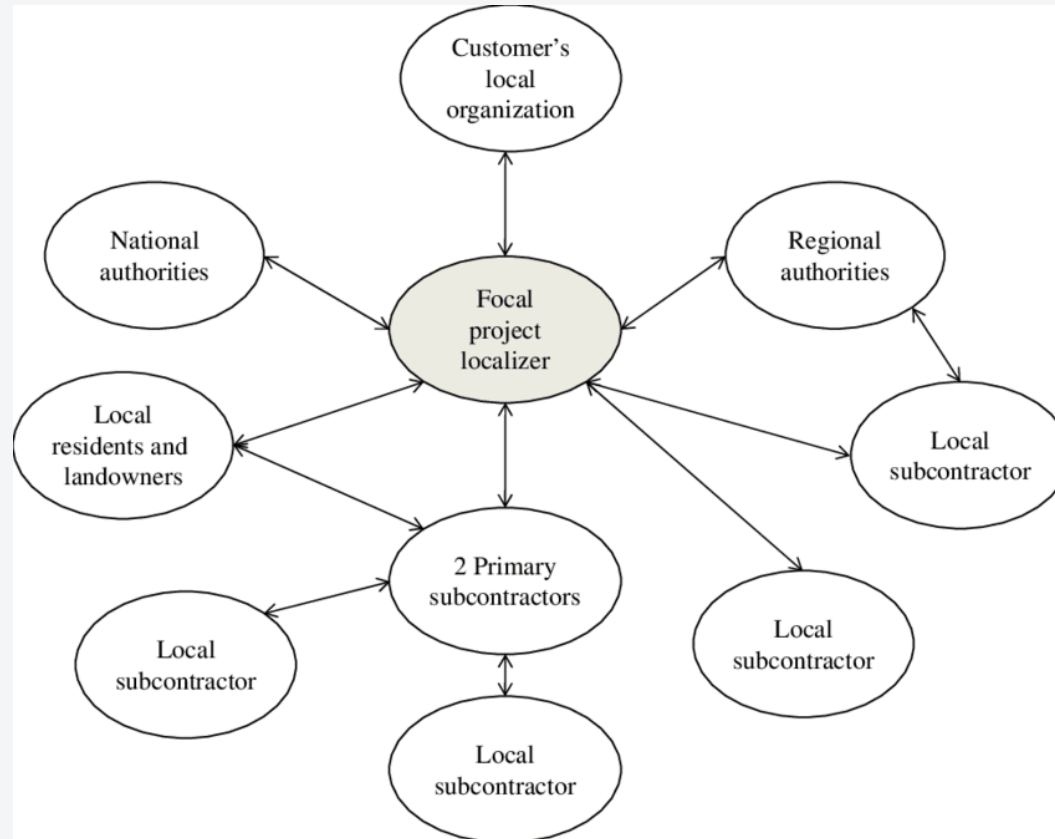 Customer’s
local
organization
National
authorities
Regional
authorities
Focal
project
localizer
Local
residents and
landowners
Local
subcontractor
2 Primary
subcontractors
Local
subcontractor
Local
subcontractor
Local
subcontractor